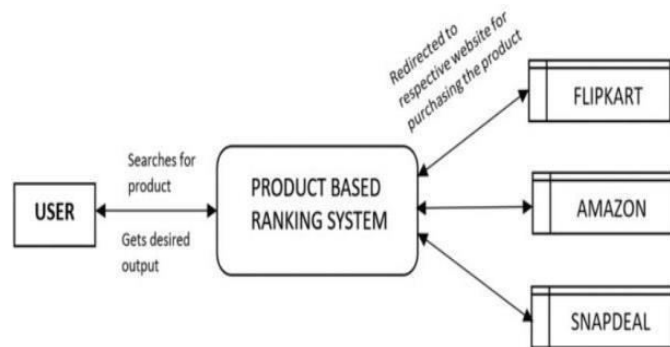 Searches for
product
USER
Gets desired
output
PRODUCT BASED
RANKING SYSTEM
Redirected to
respective website for
purchasing the product
FLIPKART
AMAZON
SNAPDEAL